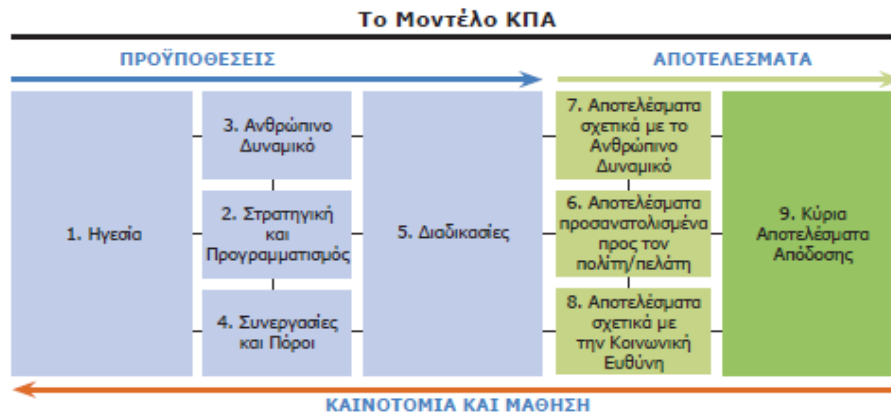 Το Μοντέλο ΚΠΑ
ΠΡΟΫΠΟΘΕΣΕΙΣ
ΑΠΟΤΕΛΕΣΜΑΤΑ
1. Ηγεσία
3. Ανθρώπινο
Δυναμικό
2. Στρατηγική
και
Προγραμματισμός
4. Συνεργασίες
και Πόροι
5. Διαδικασίες
7. Αποτελέσματα
σχετικά με το
Ανθρώπινο
Δυναμικό
6. Αποτελέσματα
προσανατολισμένα
προς τον
πολίτη/πελάτη
8. Αποτελέσματα
σχετικά με
την Κοινωνική
Ευθύνη
9. Κύρια
Αποτελέσματα
Απόδοσης
ΚΑΙΝΟΤΟΜΙΑ ΚΑΙ ΜΑΘΗΣΗ